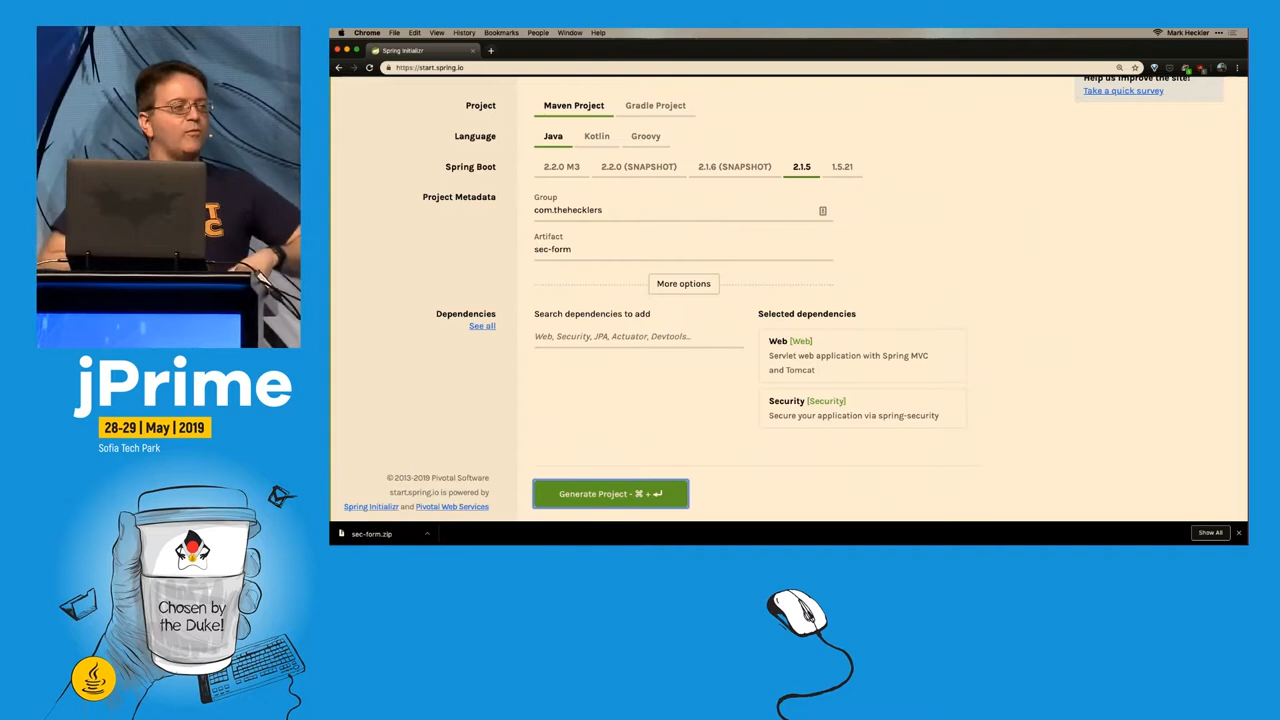 Chrome File Edit View History Bookmarks People Window Help Mark Heckler
Spring Initializr
https://start.spring.io
Help us improve the site!
Take a quick survey
Project Maven Project Gradle Project
Language Java Kotlin Groovy
Spring Boot 2.2.0 M3 2.2.0 (SNAPSHOT) 2.1.6 (SNAPSHOT) 2.1.5 1.5.21
Project Metadata Group
com.thehecklers
Artifact
sec-form
More options
Dependencies Search dependencies to add Selected dependencies
See all
Web, Security, JPA, Actuator, Devtools...
Web [Web]
Servlet web application with Spring MVC
and Tomcat
Security [Security]
Secure your application via spring-security
© 2013-2019 Pivotal Software
start.spring.io is powered by
Spring Initializr and Pivotal Web Services
Generate Project - ⌘ + ↵
sec-form.zip Show All
jPrime
28-29 | May | 2019
Sofia Tech Park
Chosen by
the Duke!